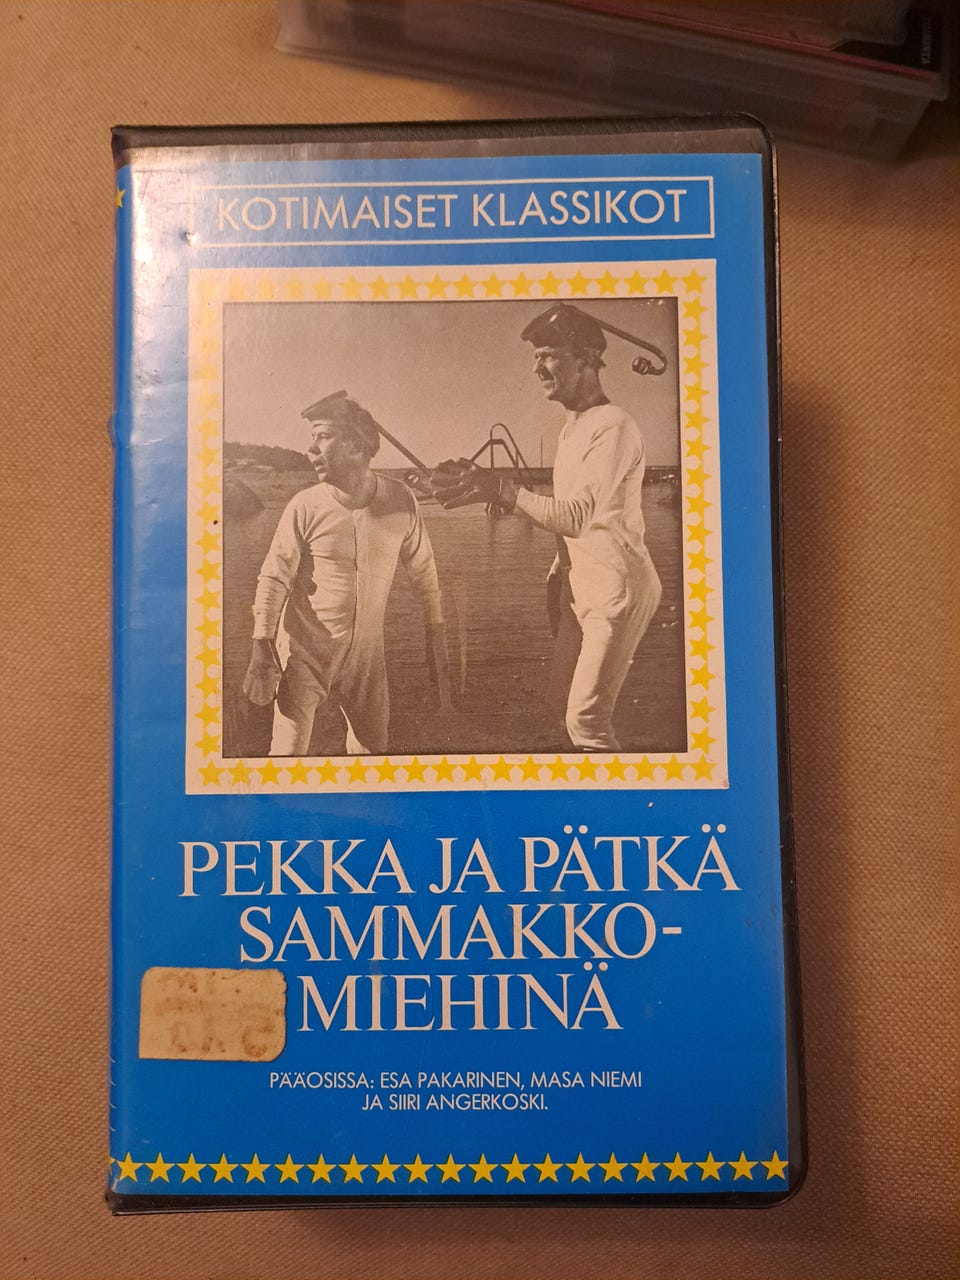 KOTIMAISET KLASSIKOT
PEKKA JA PÄTKÄ
SAMMAKKO-
MIEHINÄ
PÄÄOSISSA: ESA PAKARINEN, MASA NIEMI
JA SIIRI ANGERKOSKI.